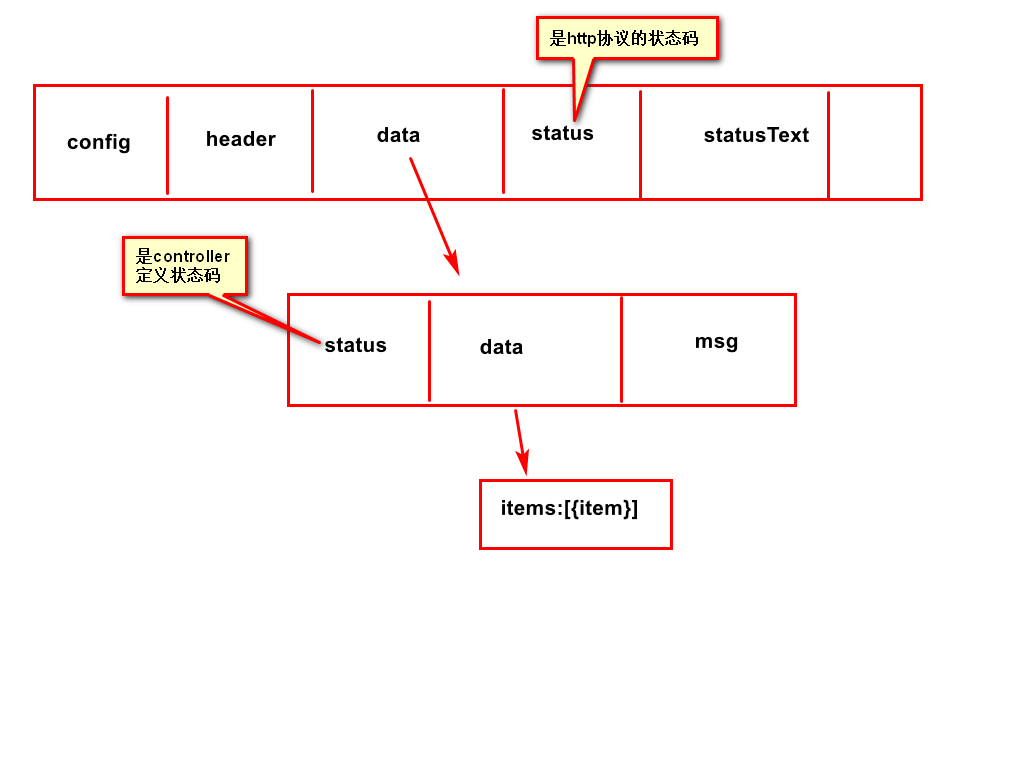 是http协议的状态码
config
header
data
status
statusText
是controller
定义状态码
status
data
msg
items:[{item}]